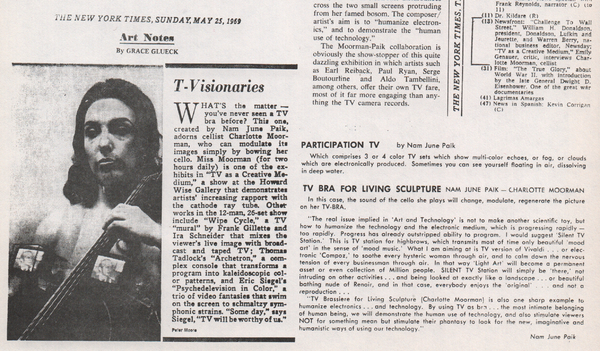 THE NEW YORK TIMES, SUNDAY, MAY 25, 1969
Art Notes
By GRACE GLUECK
T-Visionaries
WHAT'S the matter —
you've never seen a TV
bra before? This one,
created by Nam June Paik,
adorns cellist Charlotte Moor-
man, who can modulate its
images simply by bowing her
cello. Miss Moorman (for two
hours daily) is one of the ex-
hibits in "TV as a Creative Me-
dium," a show at the Howard
Wise Gallery that demonstrates
artists' increasing rapport with
the cathode ray tube. Other
works in the 12-man, 26-set show
include "Wipe Cycle," a TV
"mural" by Frank Gillette and
Ira Schneider that mixes the
viewer's live image with broad-
cast and taped TV; Thomas
Tadlock's "Archetron," a com-
plex console that transforms a
program into kaleidoscopic col-
or patterns, and Eric Siegel's
"Psychedelevision in Color," a
trio of video fantasies that swim
on the screen to schmaltzy sym-
phonic strains. "Some day," says
Siegel, "TV will be worthy of us."
Peter Moore
cross the two small screens protruding
from her famed bosom. The composer/
artist's aim is to "humanize electron-
ics," and to demonstrate the "human
use of technology."
The Moorman-Paik collaboration is
obviously the show-stopper of this quite
dazzling exhibition in which artists such
as Earl Reiback, Paul Ryan, Serge
Boutourline and Aldo Tambellini,
among others, offer their own TV fare,
most of it far more engaging than any-
thing the TV camera records.
THE NEW YORK TIMES, T
Frank Reynolds, narrator (C) (to
11)
(11) Dr. Kildare (R)
(13) Newsfront: "Challenge To Wall
Street," William H. Donaldson,
president, Donaldson, Lufkin and
Jenrette, and Warren Berry, na-
tional business editor, Newsday;
"TV as a Creative Medium," Emily
Genauer, critic, interviews Char-
lotte Moorman, cellist
(31) Film: "The True Glory," about
World War II, with introduction
by the late General Dwight D.
Eisenhower. One of the great war
documentaries
(41) Lagrimas Amargas
(47) News in Spanish: Kevin Corrigan
(C)
PARTICIPATION TV by Nam June Paik
Which comprises 3 or 4 color TV sets which show multi-color echoes, or fog, or clouds
which are electronically produced. Sometimes you can see yourself floating in air, dissolving
in deep water.
TV BRA FOR LIVING SCULPTURE NAM JUNE PAIK — CHARLOTTE MOORMAN
In this case, the sound of the cello she plays will change, modulate, regenerate the picture
on her TV-BRA.
"The real issue implied in 'Art and Technology' is not to make another scientific toy, but
how to humanize the technology and the electronic medium, which is progressing rapidly —
too rapidly. Progress has already outstripped ability to program. I would suggest 'Silent TV
Station.' This is TV station for highbrows, which transmits most of time only beautiful 'mood
art' in the sense of 'mood music.' What I am aiming at is TV version of Vivaldi . . . or elec-
tronic 'Compoz,' to soothe every hysteric woman through air, and to calm down the nervous
tension of every businessman through air. In that way 'Light Art' will become a permanent
asset or even collection of Million people. SILENT TV Station will simply be 'there,' not
intruding on other activities . . . and being looked at exactly like a landscape . . . or beautiful
bathing nude of Renoir, and in that case, everybody enjoys the 'original' . . . and not a
reproduction . . .
"TV Brassiere for Living Sculpture (Charlotte Moorman) is also one sharp example to
humanize electronics . . . and technology. By using TV as bra . . . the most intimate belonging
of human being, we will demonstrate the human use of technology, and also stimulate viewers
NOT for something mean but stimulate their phantasy to look for the new, imaginative and
humanistic ways of using our technology."
Nam June Paik